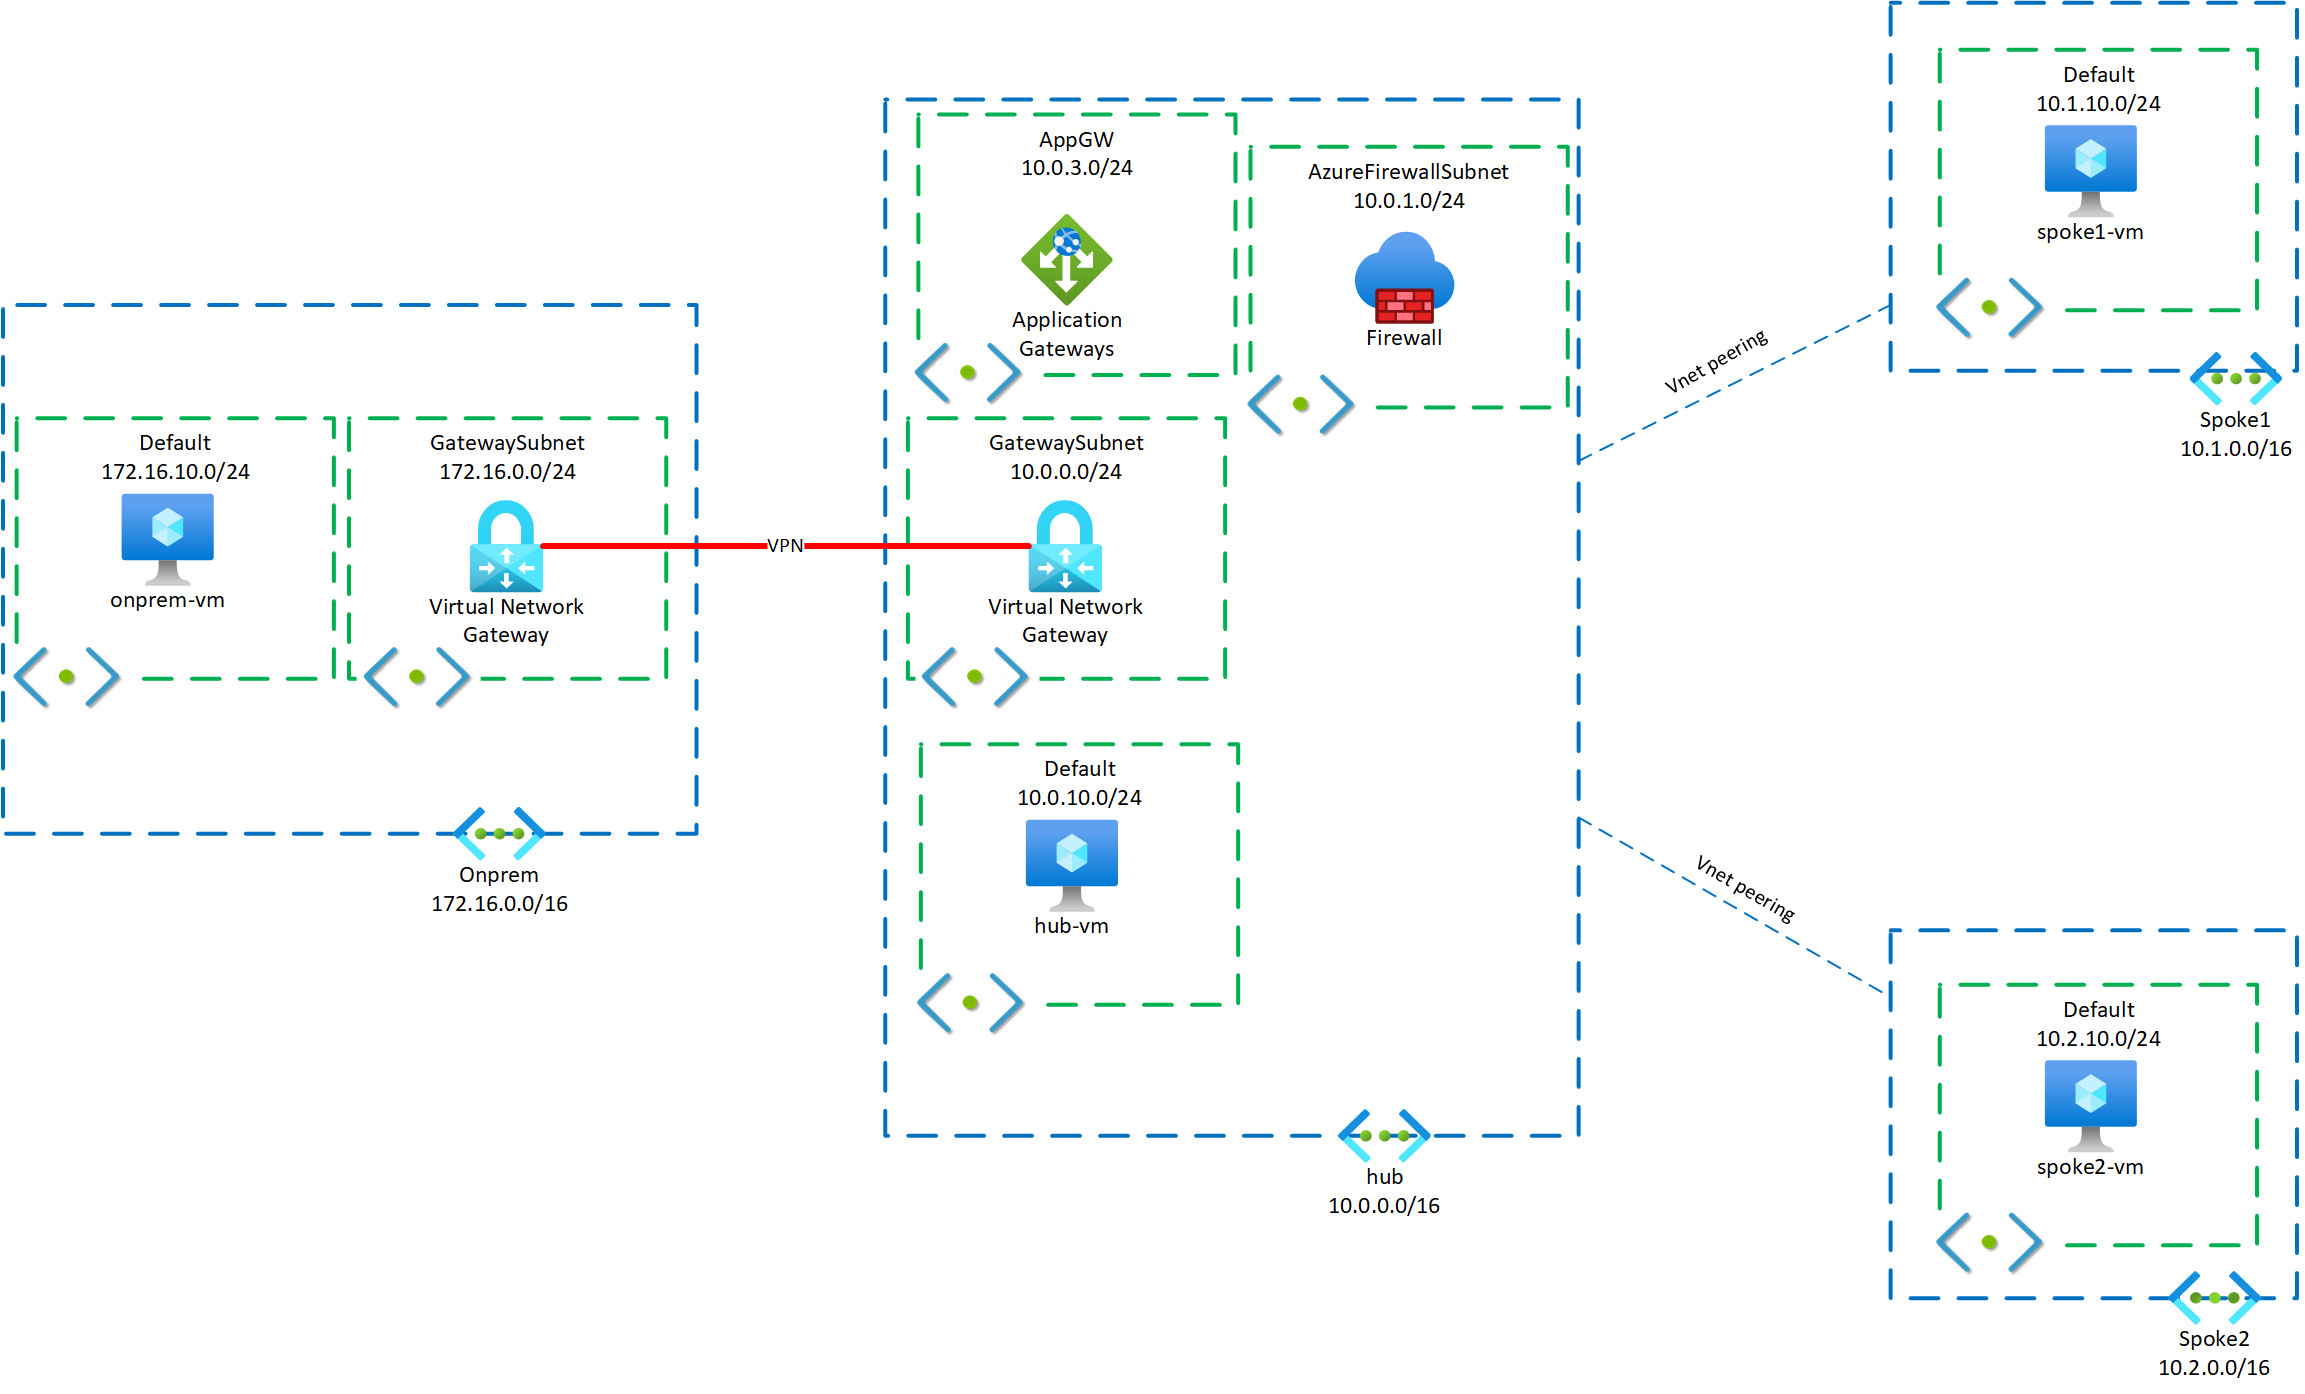 Default
172.16.10.0/24
onprem-vm
GatewaySubnet
172.16.0.0/24
Virtual Network
Gateway
Onprem
172.16.0.0/16
VPN
AppGW
10.0.3.0/24
Application
Gateways
AzureFirewallSubnet
10.0.1.0/24
Firewall
GatewaySubnet
10.0.0.0/24
Virtual Network
Gateway
Default
10.0.10.0/24
hub-vm
hub
10.0.0.0/16
Vnet peering
Vnet peering
Default
10.1.10.0/24
spoke1-vm
Spoke1
10.1.0.0/16
Default
10.2.10.0/24
spoke2-vm
Spoke2
10.2.0.0/16